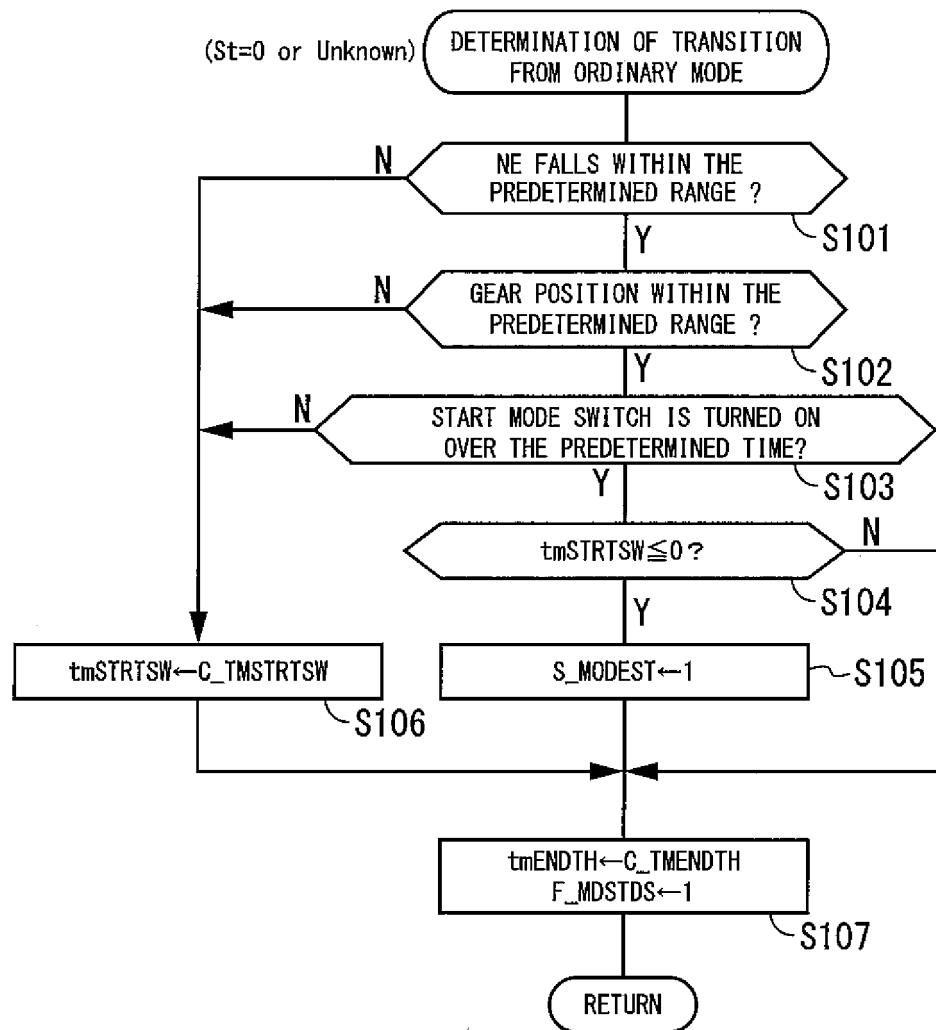 (St=0 or Unknown)
DETERMINATION OF TRANSITION
FROM ORDINARY MODE
N
NE FALLS WITHIN THE
PREDETERMINED RANGE ?
S101
Y
N
GEAR POSITION WITHIN THE
PREDETERMINED RANGE ?
S102
Y
N
START MODE SWITCH IS TURNED ON
OVER THE PREDETERMINED TIME?
S103
Y
tmSTRTSW≦0?
N
S104
Y
tmSTRTSW←C_TMSTRTSW
S106
S_MODEST←1
S105
tmENDTH←C_TMENDTH
F_MDSTDS←1
S107
RETURN